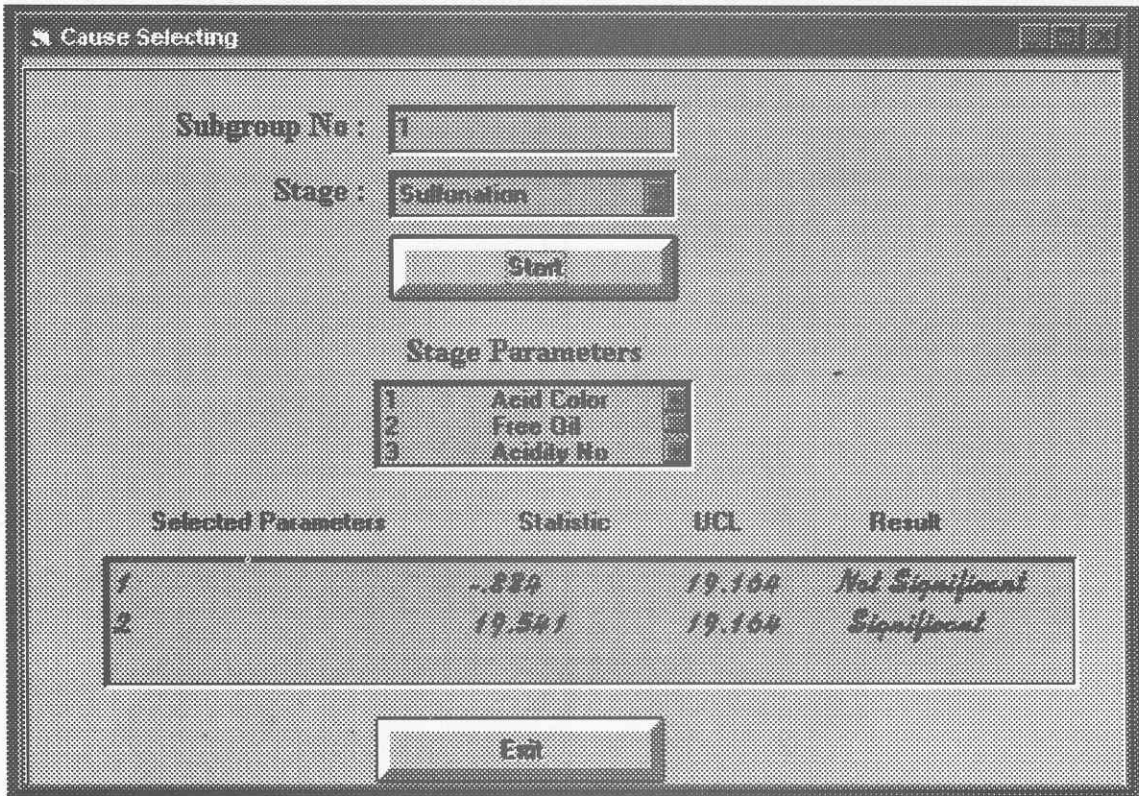 Cause Selecting
Subgroup No : 1
Stage : Sulfonation
Start
Stage Parameters
1 Acid Color
2 Free Oil
3 Acidity No
Selected Parameters Statistic UCL Result
1 -.884 19.164 Not Significant
2 19.541 19.164 Significant
Exit